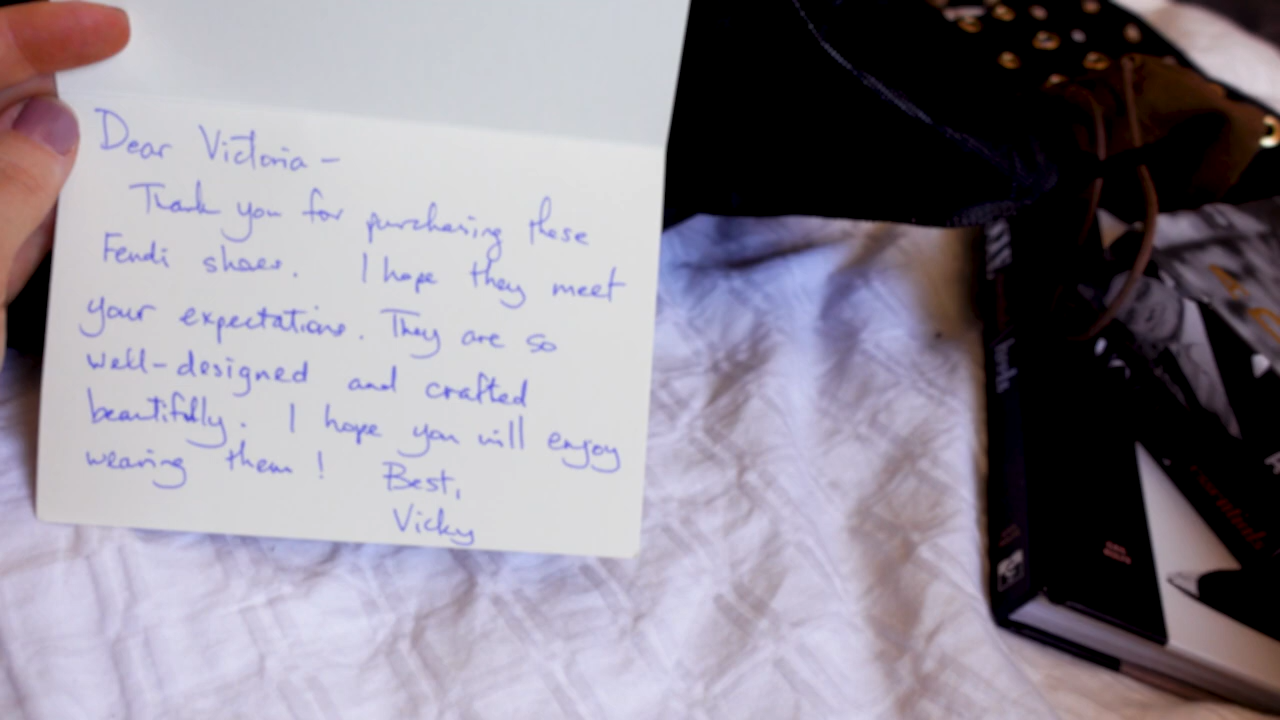 Dear Victoria -
Thank you for purchasing these
Fendi shoes. I hope they meet
your expectations. They are so
well-designed and crafted
beautifully. I hope you will enjoy
wearing them!
Best,
Vicky